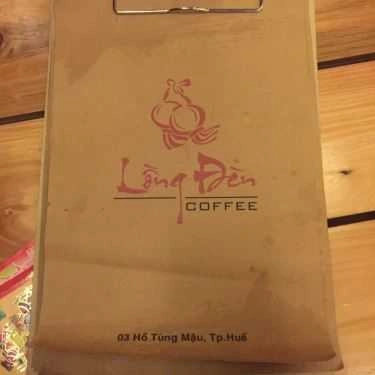 Lồng Đèn
COFFEE
03 Hồ Tùng Mậu, Tp.Huế